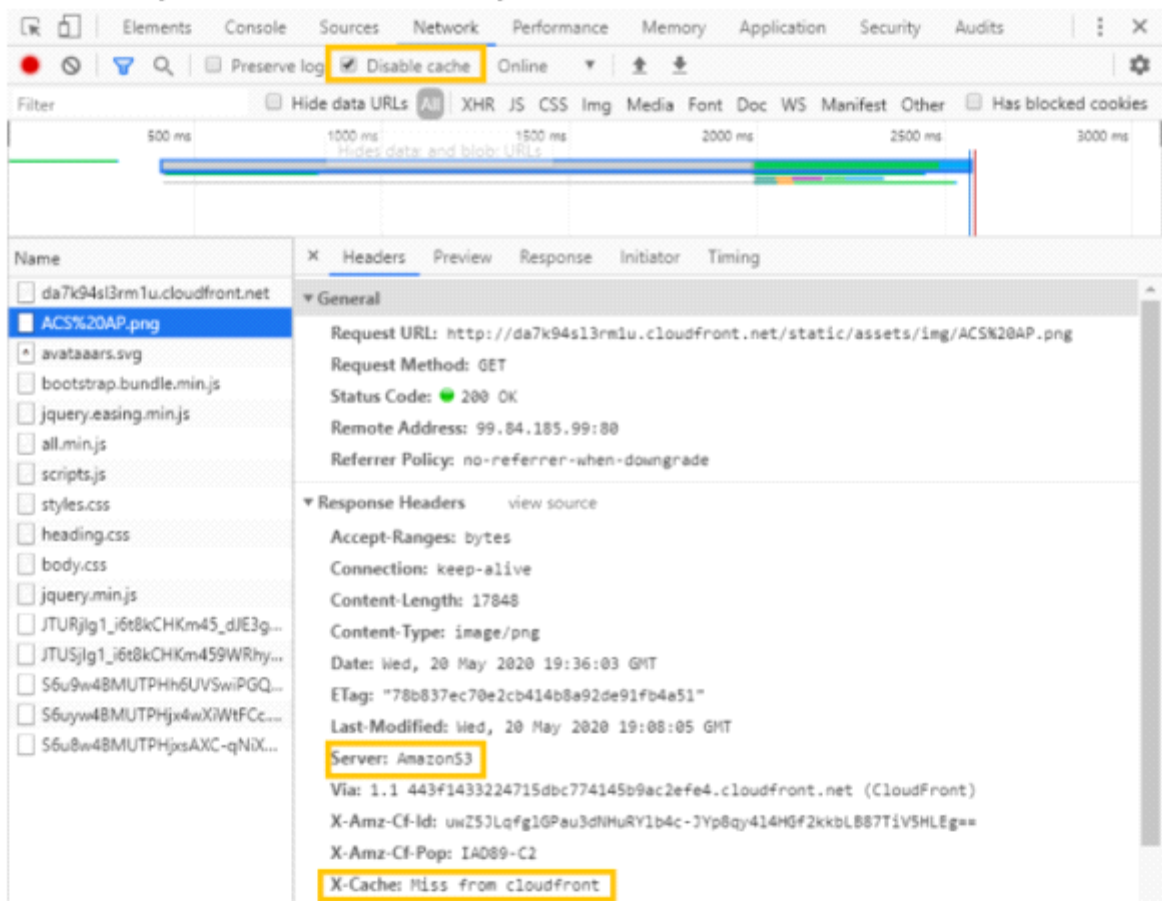 Elements Console Sources Network Performance Memory Application Security Audits
Preserve log Disable cache Online
Filter Hide data URLs All XHR JS CSS Img Media Font Doc WS Manifest Other Has blocked cookies
500 ms 1000 ms 1500 ms 2000 ms 2500 ms 3000 ms
Hides data: and blob: URLs
Name
da7k94sl3rm1u.cloudfront.net
ACS%20AP.png
avataaars.svg
bootstrap.bundle.min.js
jquery.easing.min.js
all.min.js
scripts.js
styles.css
heading.css
body.css
jquery.min.js
JTURjIg1_i6t8kCHKm45_dJE3g...
JTUSjIg1_i6t8kCHKm459WRhy...
S6u9w4BMUTPHh6UVSwiPGQ...
S6uyw4BMUTPHjx4wXiWtFCc....
S6u8w4BMUTPHjxsAXC-qNiX...
× Headers Preview Response Initiator Timing
General
Request URL: http://da7k94sl3rm1u.cloudfront.net/static/assets/img/ACS%20AP.png
Request Method: GET
Status Code: 200 OK
Remote Address: 99.84.185.99:80
Referrer Policy: no-referrer-when-downgrade
Response Headers view source
Accept-Ranges: bytes
Connection: keep-alive
Content-Length: 17848
Content-Type: image/png
Date: Wed, 20 May 2020 19:36:03 GMT
ETag: "78b837ec70e2cb414b8a92de91fb4a51"
Last-Modified: Wed, 20 May 2020 19:08:05 GMT
Server: AmazonS3
Via: 1.1 443f1433224715dbc774145b9ac2efe4.cloudfront.net (CloudFront)
X-Amz-Cf-Id: uwZ5JLqfg1GPau3dNHuRY1b4c-JYp8qy414HGf2kkbLB87TiV5HLEg==
X-Amz-Cf-Pop: IAD89-C2
X-Cache: Miss from cloudfront